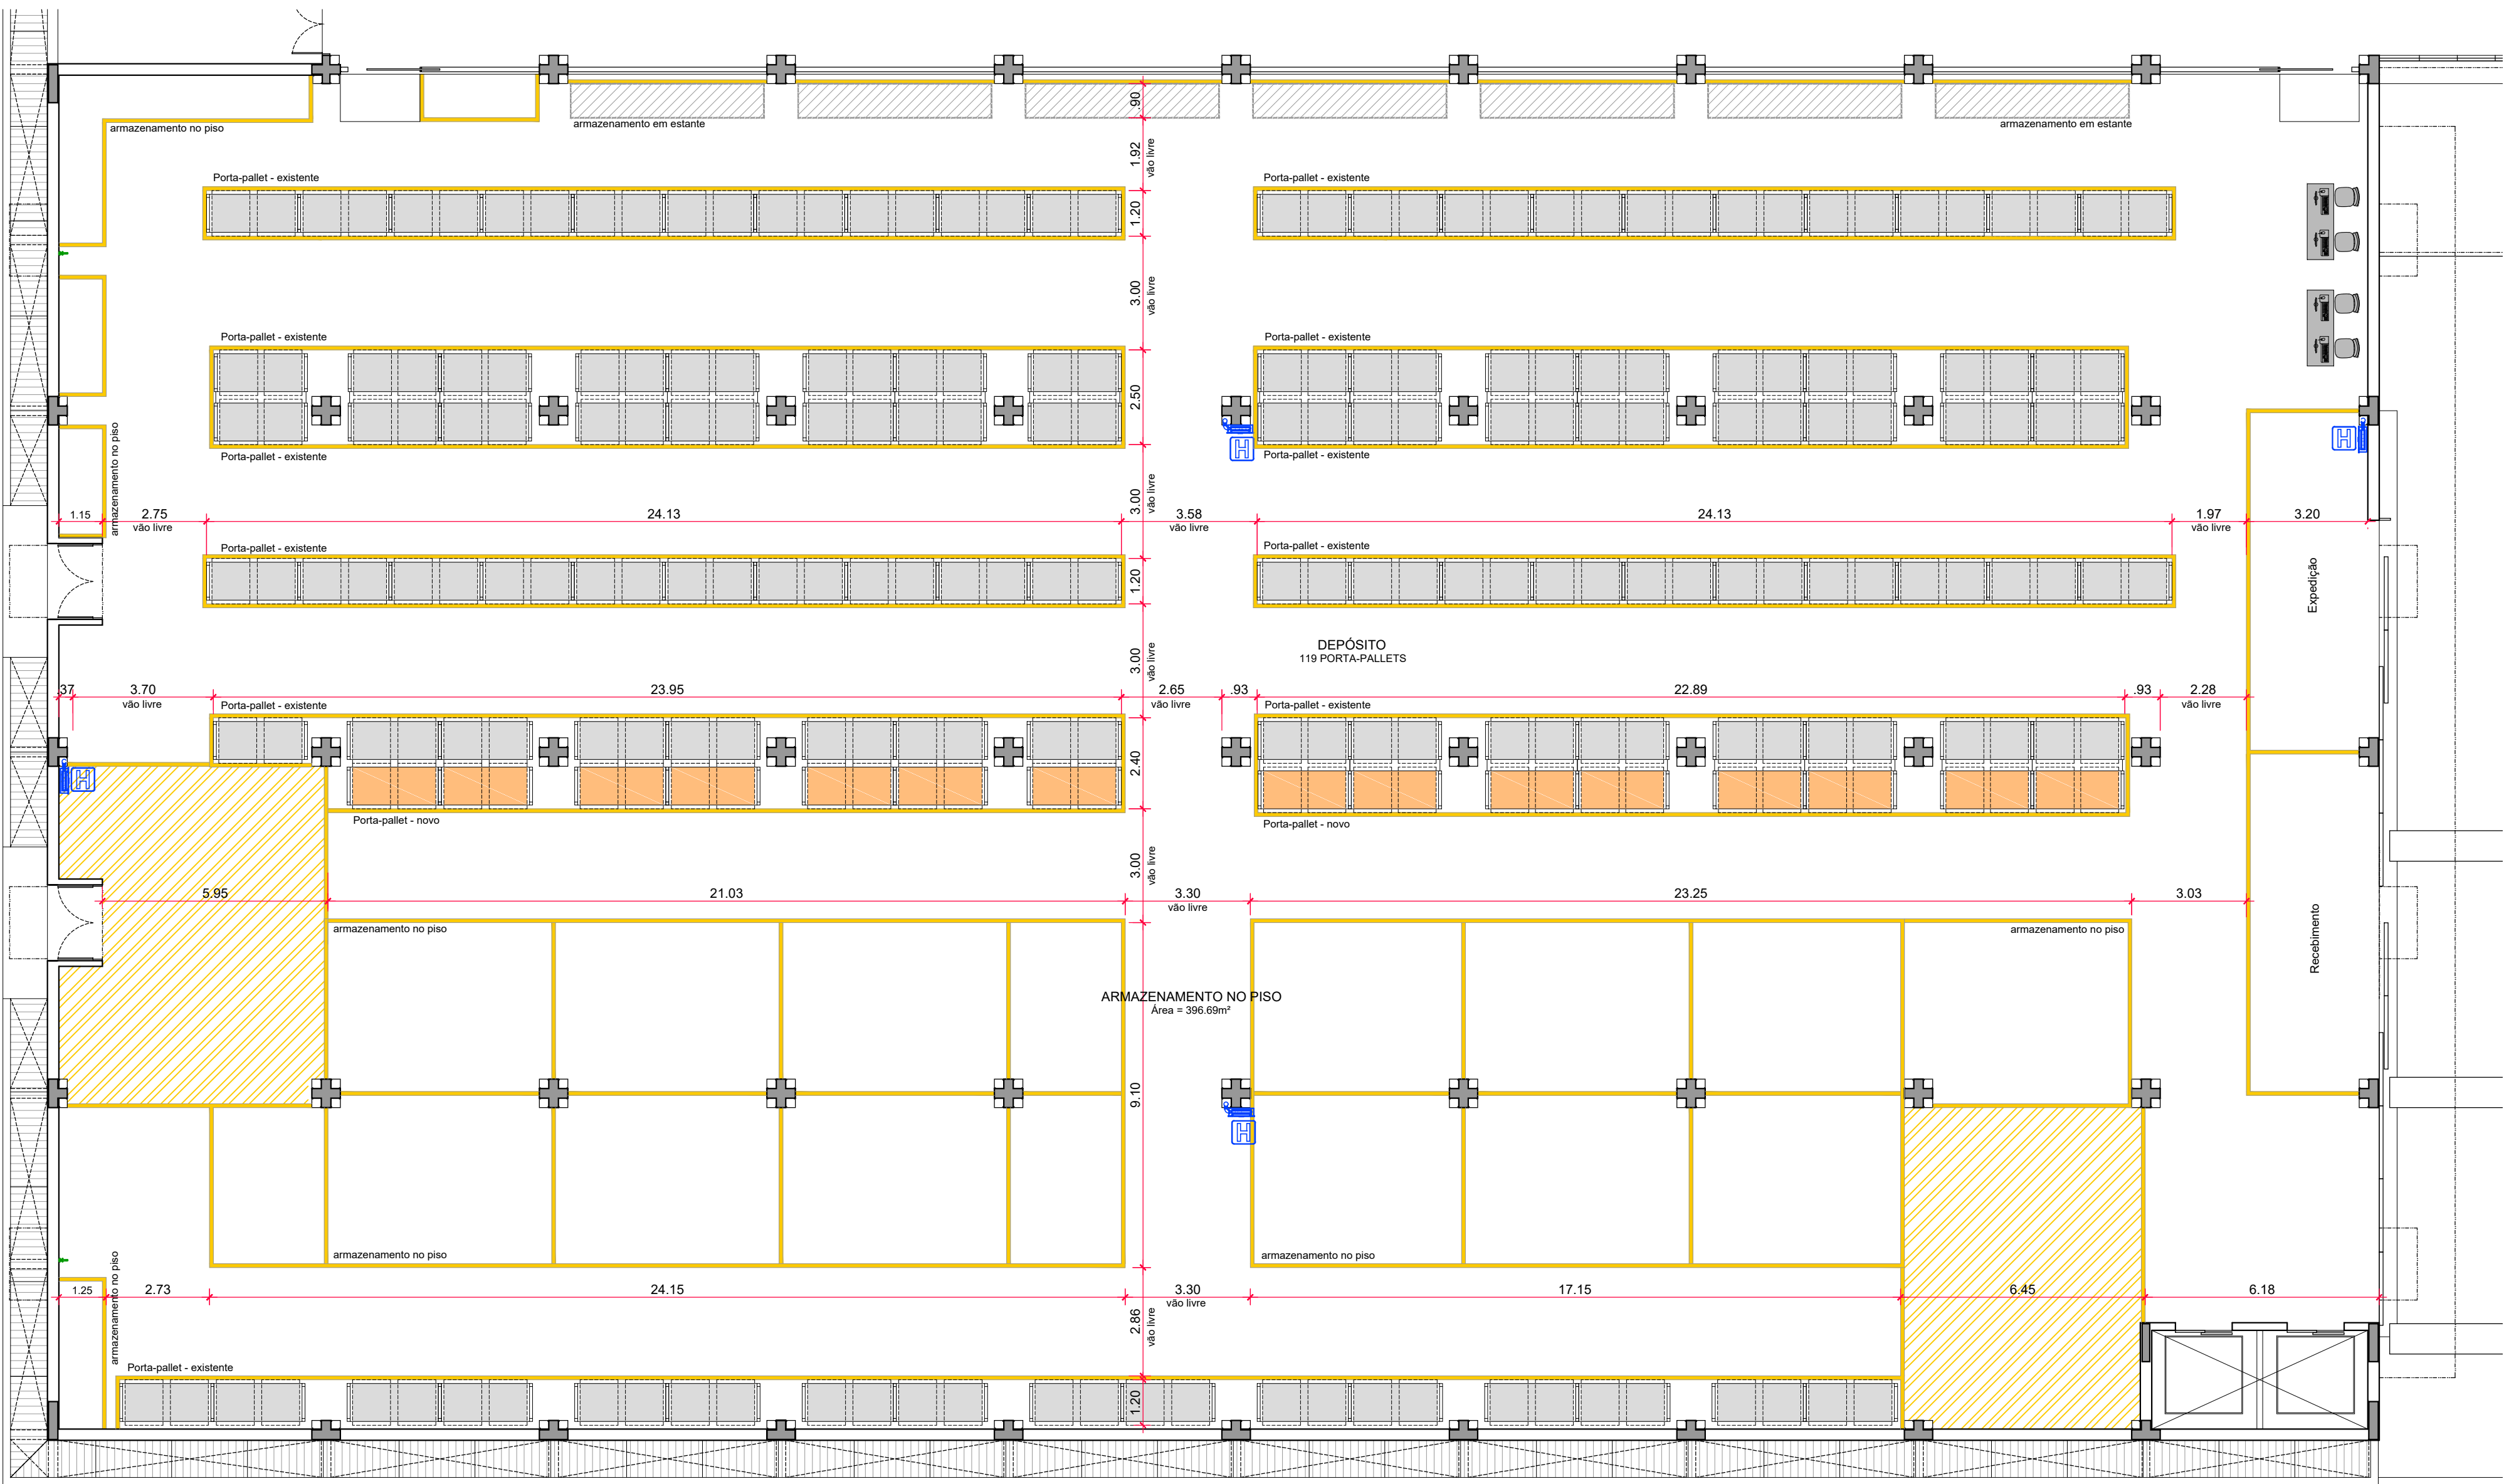 armazenamento no piso
armazenamento em estante
.90
armazenamento em estante
1.92
vão livre
Porta-pallet - existente
Porta-pallet - existente
1.20
3.00
vão livre
Porta-pallet - existente
Porta-pallet - existente
2.50
Porta-pallet - existente
Porta-pallet - existente
H
H
armazenamento no piso
3.00
vão livre
1.15
2.75
vão livre
24.13
3.58
vão livre
24.13
1.97
vão livre
3.20
Porta-pallet - existente
Porta-pallet - existente
1.20
Expedição
DEPÓSITO
119 PORTA-PALLETS
3.00
vão livre
37
3.70
vão livre
23.95
2.65
vão livre
.93
22.89
.93
2.28
vão livre
Porta-pallet - existente
Porta-pallet - existente
2.40
H
Porta-pallet - novo
Porta-pallet - novo
3.00
vão livre
5.95
21.03
3.30
vão livre
23.25
3.03
armazenamento no piso
armazenamento no piso
Recebimento
ARMAZENAMENTO NO PISO
Área = 396.69m²
9.10
H
armazenamento no piso
armazenamento no piso
armazenamento no piso
1.25
2.73
24.15
3.30
vão livre
17.15
6.45
6.18
2.86
vão livre
Porta-pallet - existente
1.20